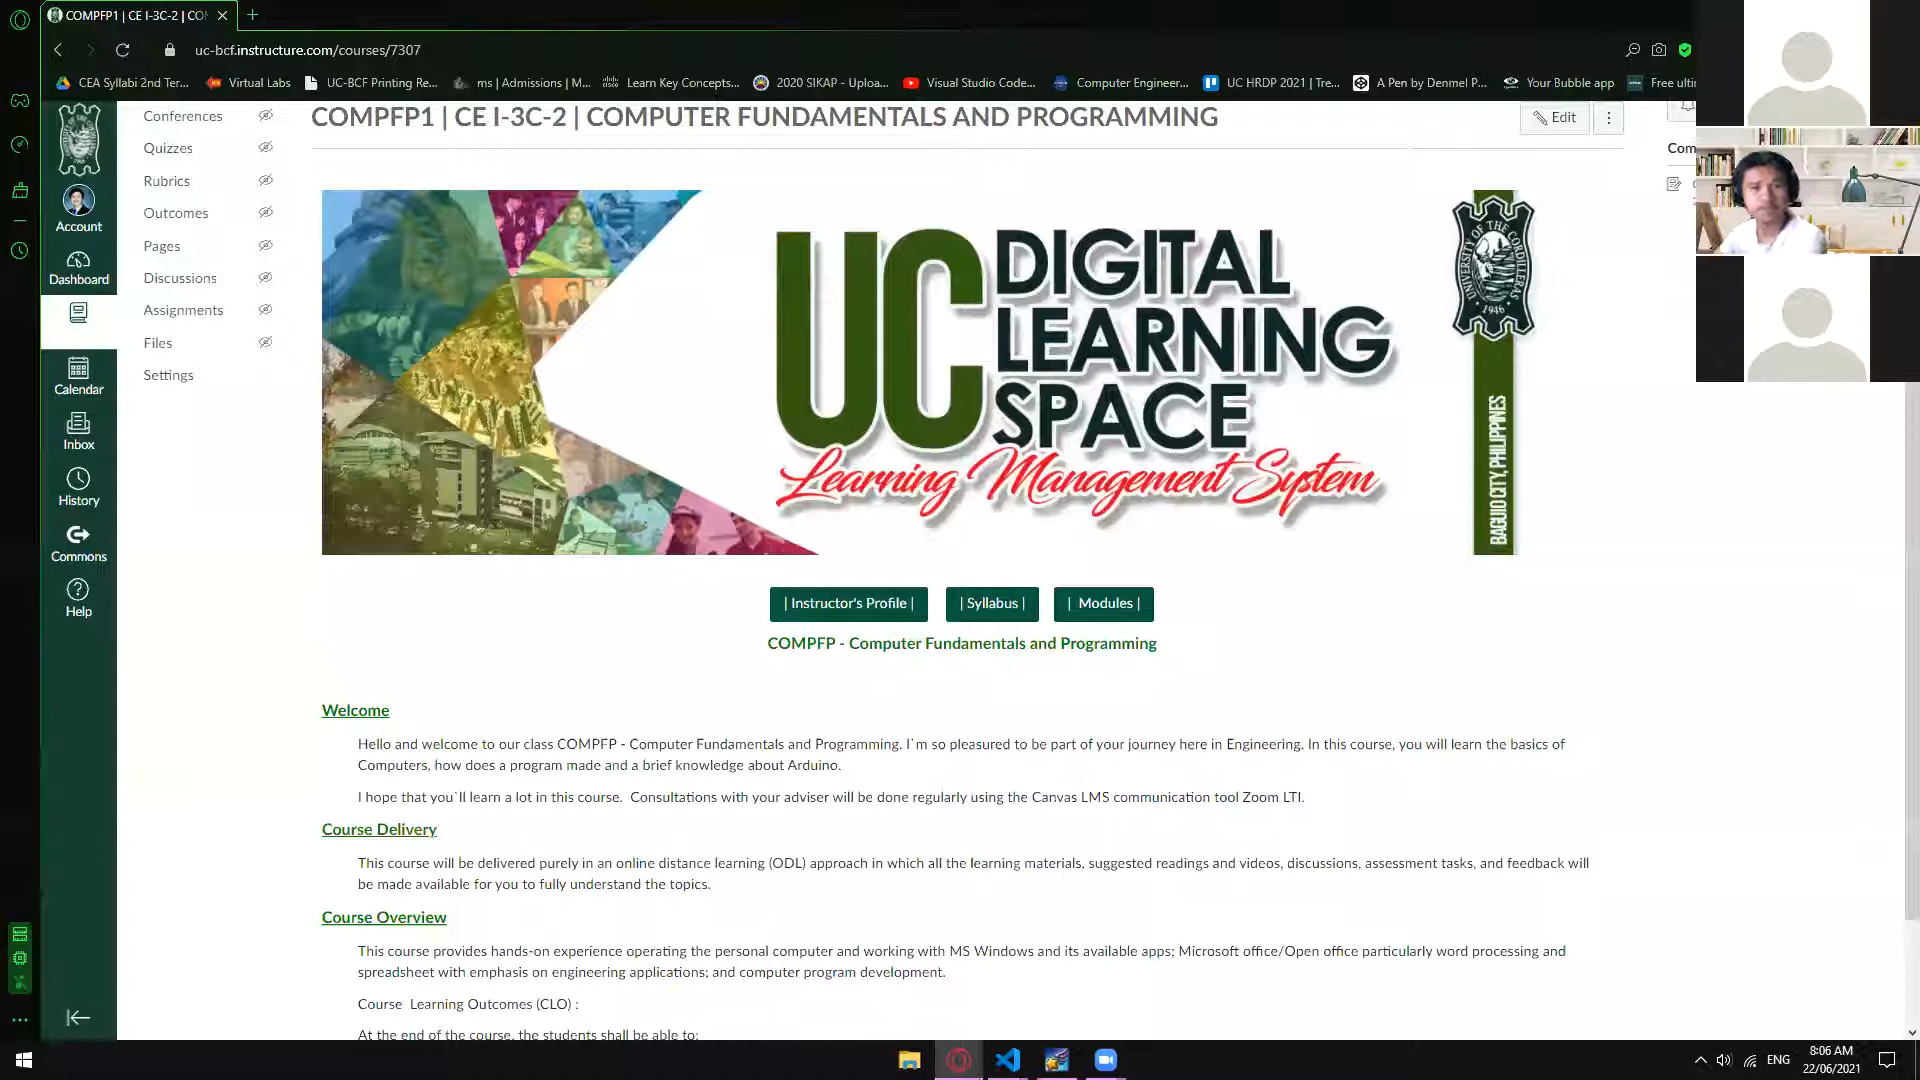 COMPFP1 | CE I-3C-2 | CO
uc-bcf.instructure.com/courses/7307
CEA Syllabi 2nd Ter...
Virtual Labs
UC-BCF Printing Re...
ms | Admissions | M...
Learn Key Concepts...
2020 SIKAP - Uploa...
Visual Studio Code...
Computer Engineer...
UC HRDP 2021 | Tre...
A Pen by Denmel P...
Your Bubble app
Free ulti
Account
Dashboard
Calendar
Inbox
History
Commons
Help
Conferences
Quizzes
Rubrics
Outcomes
Pages
Discussions
Assignments
Files
Settings
COMPFP1 | CE I-3C-2 | COMPUTER FUNDAMENTALS AND PROGRAMMING
Edit
Com
UC DIGITAL
LEARNING
SPACE
Learning Management System
UNIVERSITY OF THE CORDILLERAS
1946
BAGUIO CITY, PHILIPPINES
| Instructor's Profile |
| Syllabus |
| Modules |
COMPFP - Computer Fundamentals and Programming
Welcome
Hello and welcome to our class COMPFP - Computer Fundamentals and Programming. I`m so pleasured to be part of your journey here in Engineering. In this course, you will learn the basics of
Computers, how does a program made and a brief knowledge about Arduino.
I hope that you`ll learn a lot in this course. Consultations with your adviser will be done regularly using the Canvas LMS communication tool Zoom LTI.
Course Delivery
This course will be delivered purely in an online distance learning (ODL) approach in which all the learning materials, suggested readings and videos, discussions, assessment tasks, and feedback will
be made available for you to fully understand the topics.
Course Overview
This course provides hands-on experience operating the personal computer and working with MS Windows and its available apps; Microsoft office/Open office particularly word processing and
spreadsheet with emphasis on engineering applications; and computer program development.
Course Learning Outcomes (CLO) :
At the end of the course, the students shall be able to:
ENG
8:06 AM
22/06/2021